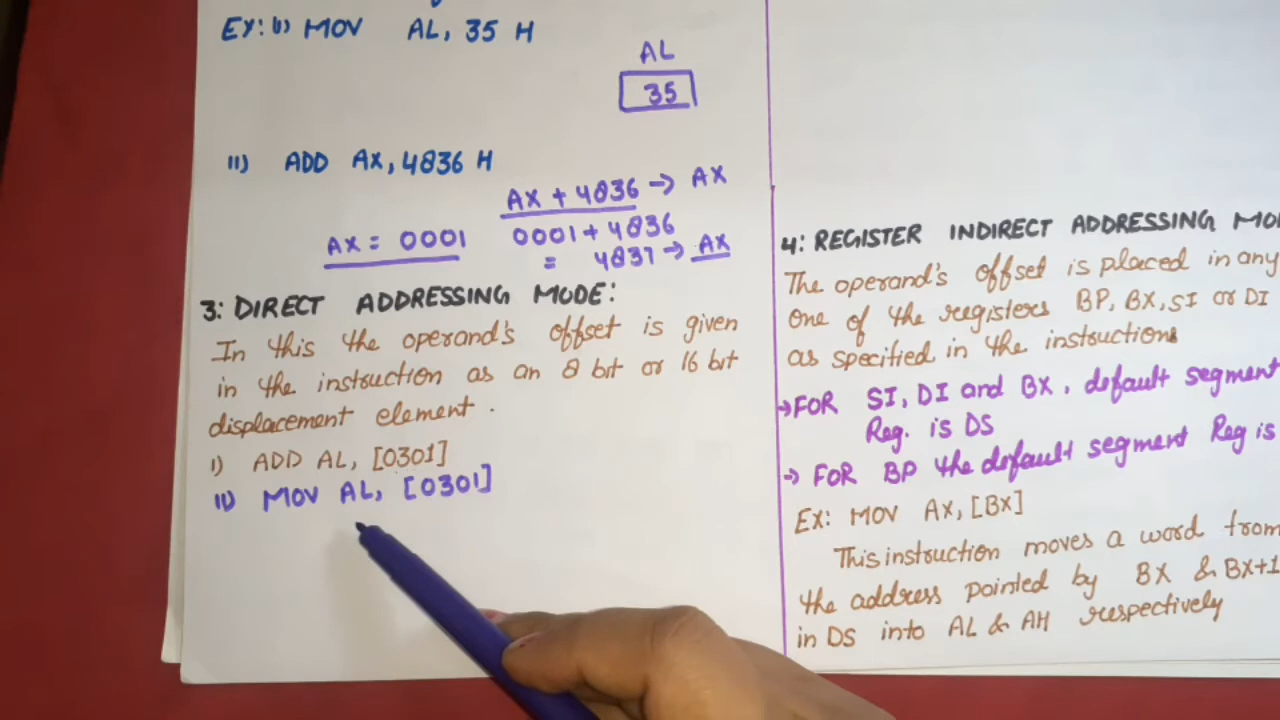 Ex: i) MOV AL, 35 H
AL
35
ii) ADD AX, 4836 H
AX + 4836 → AX
AX = 0001 0001 + 4836
= 4837 → AX
3: DIRECT ADDRESSING MODE:
In this the operand's offset is given
in the instruction as an 8 bit or 16 bit
displacement element.
i) ADD AL, [0301]
ii) MOV AL, [0301]
4: REGISTER INDIRECT ADDRESSING
The operand's offset is placed in any
one of the registers BP, BX, SI or DI
as specified in the instructions
→ FOR SI, DI and BX, default segment
Reg. is DS
→ FOR BP the default segment Reg is
Ex: MOV AX, [BX]
This instruction moves a word from
the address pointed by BX & BX+1
in DS into AL & AH respectively